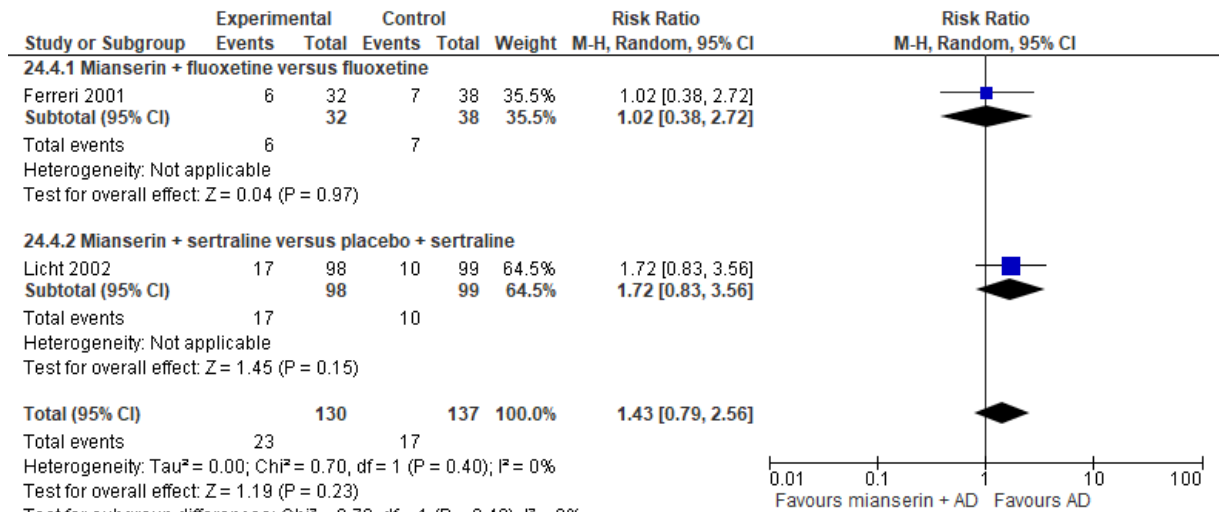 Experimental Control Risk Ratio Risk Ratio
Study or Subgroup Events Total Events Total Weight M-H, Random, 95% CI M-H, Random, 95% CI
24.4.1 Mianserin + fluoxetine versus fluoxetine
Ferreri 2001 6 32 7 38 35.5% 1.02 [0.38, 2.72]
Subtotal (95% CI) 32 38 35.5% 1.02 [0.38, 2.72]
Total events 6 7
Heterogeneity: Not applicable
Test for overall effect: Z = 0.04 (P = 0.97)
24.4.2 Mianserin + sertraline versus placebo + sertraline
Licht 2002 17 98 10 99 64.5% 1.72 [0.83, 3.56]
Subtotal (95% CI) 98 99 64.5% 1.72 [0.83, 3.56]
Total events 17 10
Heterogeneity: Not applicable
Test for overall effect: Z = 1.45 (P = 0.15)
Total (95% CI) 130 137 100.0% 1.43 [0.79, 2.56]
Total events 23 17
Heterogeneity: Tau² = 0.00; Chi² = 0.70, df = 1 (P = 0.40); I² = 0%
Test for overall effect: Z = 1.19 (P = 0.23)
0.01 0.1 1 10 100
Favours mianserin + AD Favours AD